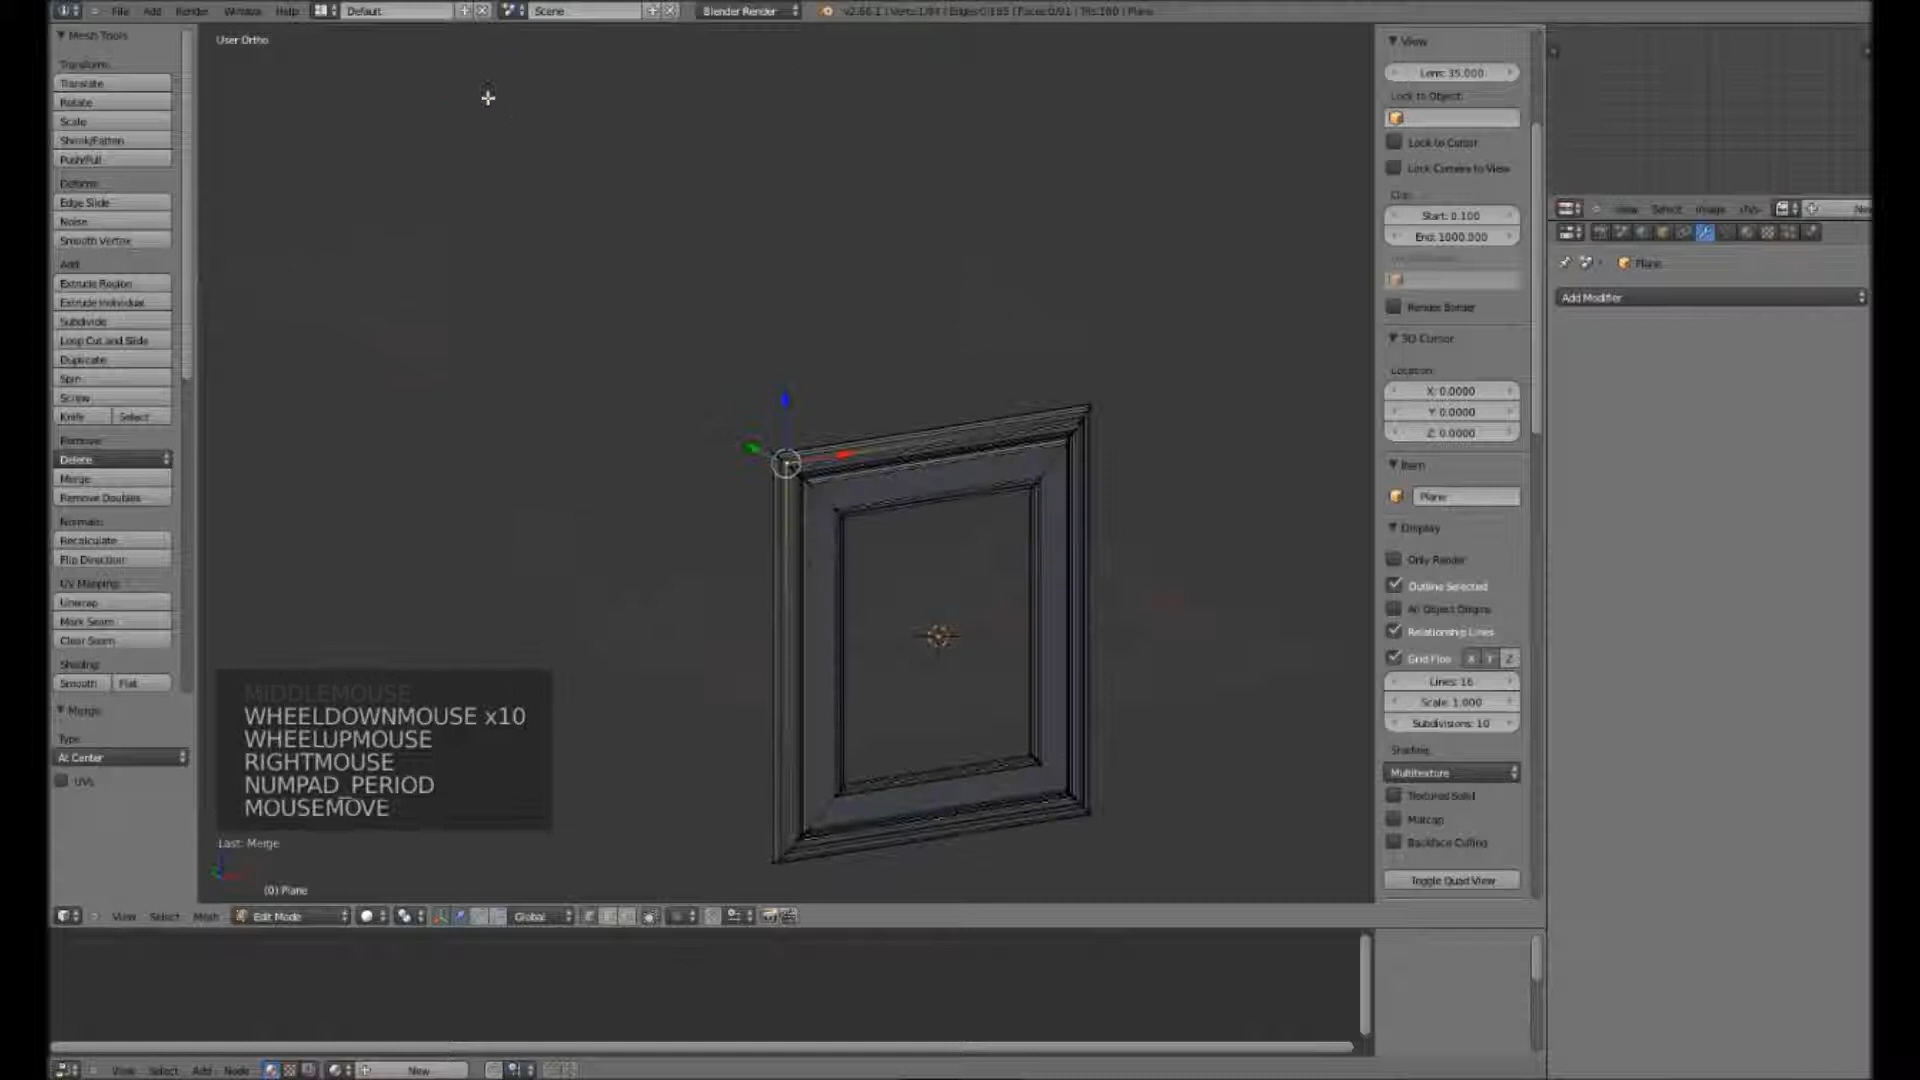 File Add Render Window Help Default Scene Blender Render
Mesh Tools
User Ortho
Transform:
Translate
Rotate
Scale
Shrink/Fatten
Push/Pull
Deform:
Edge Slide
Noise
Smooth Vertex
Add:
Extrude Region
Extrude Individual
Subdivide
Loop Cut and Slide
Duplicate
Spin
Screw
Knife Select
Remove:
Delete
Merge
Remove Doubles
Normals:
Recalculate
Flip Direction
UV Mapping:
Unwrap
Mark Seam
Clear Seam
Shading:
Smooth Flat
Merge
Type
At Center
UVs
MIDDLEMOUSE
WHEELDOWNMOUSE x10
WHEELUPMOUSE
RIGHTMOUSE
NUMPAD_PERIOD
MOUSEMOVE
Last: Merge
(0) Plane
View Select Mesh Edit Mode Global
View Select Add Node New
View
Lens: 35.000
Lock to Object:
Lock to Cursor
Lock Camera to View
Clip:
Start: 0.100
End: 1000.000
Render Border
3D Cursor
Location:
X: 0.0000
Y: 0.0000
Z: 0.0000
Item
Plane
Display
Only Render
Outline Selected
All Object Origins
Relationship Lines
Grid Floo X Y Z
Lines: 16
Scale: 1.000
Subdivisions: 10
Shading:
Multitexture
Textured Solid
Matcap
Backface Culling
Toggle Quad View
View Select Image UVs New
Plane
Add Modifier